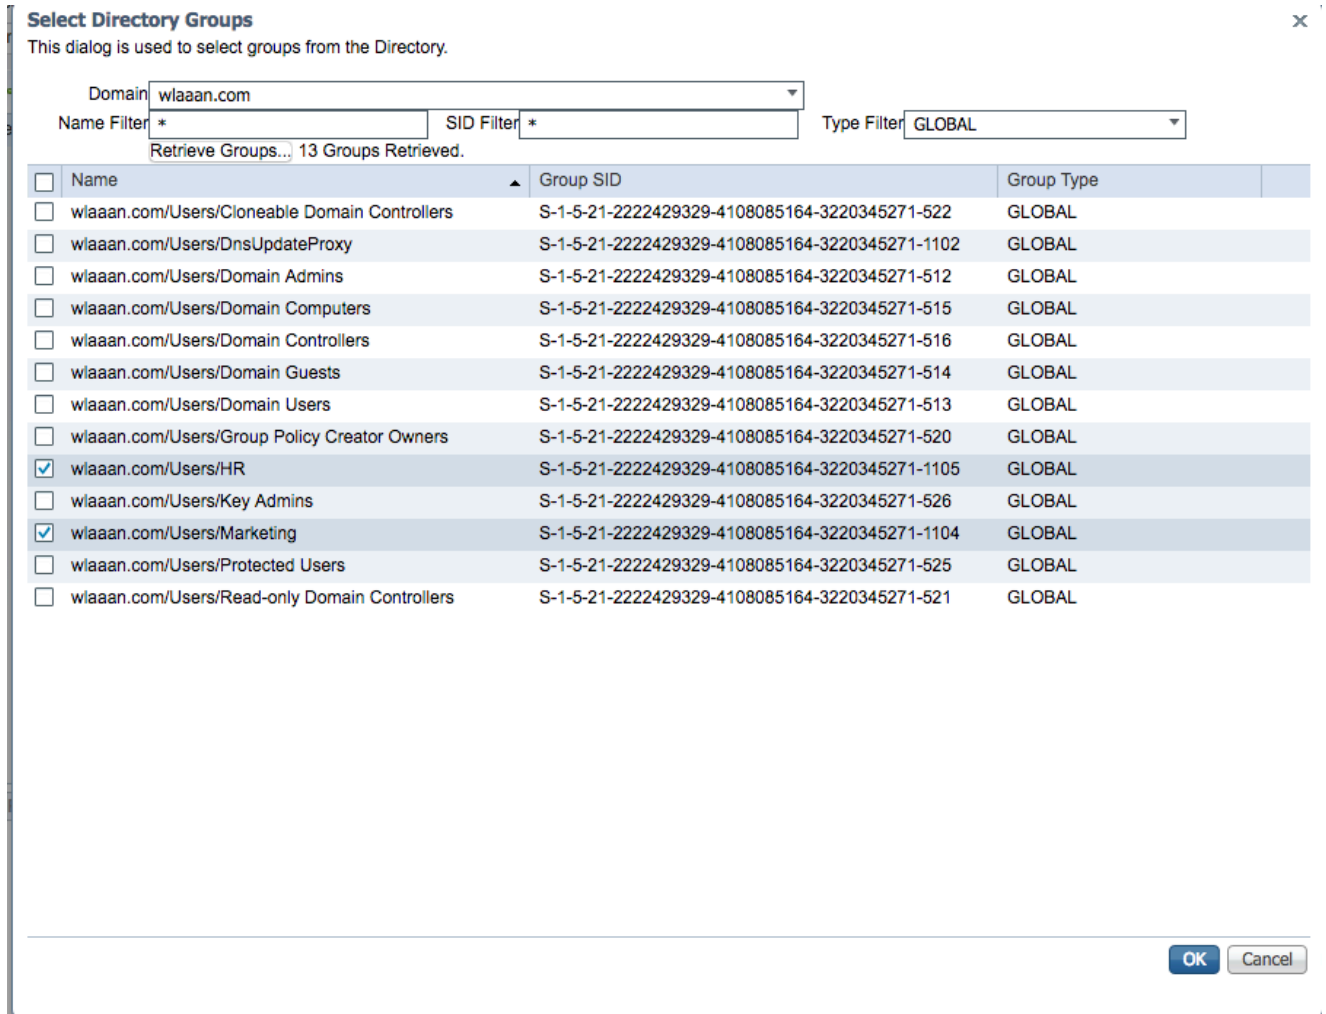 Select Directory Groups
This dialog is used to select groups from the Directory.
Domain wlaaan.com
Name Filter * SID Filter * Type Filter GLOBAL
Retrieve Groups... 13 Groups Retrieved.
Name Group SID Group Type
wlaaan.com/Users/Cloneable Domain Controllers S-1-5-21-2222429329-4108085164-3220345271-522 GLOBAL
wlaaan.com/Users/DnsUpdateProxy S-1-5-21-2222429329-4108085164-3220345271-1102 GLOBAL
wlaaan.com/Users/Domain Admins S-1-5-21-2222429329-4108085164-3220345271-512 GLOBAL
wlaaan.com/Users/Domain Computers S-1-5-21-2222429329-4108085164-3220345271-515 GLOBAL
wlaaan.com/Users/Domain Controllers S-1-5-21-2222429329-4108085164-3220345271-516 GLOBAL
wlaaan.com/Users/Domain Guests S-1-5-21-2222429329-4108085164-3220345271-514 GLOBAL
wlaaan.com/Users/Domain Users S-1-5-21-2222429329-4108085164-3220345271-513 GLOBAL
wlaaan.com/Users/Group Policy Creator Owners S-1-5-21-2222429329-4108085164-3220345271-520 GLOBAL
wlaaan.com/Users/HR S-1-5-21-2222429329-4108085164-3220345271-1105 GLOBAL
wlaaan.com/Users/Key Admins S-1-5-21-2222429329-4108085164-3220345271-526 GLOBAL
wlaaan.com/Users/Marketing S-1-5-21-2222429329-4108085164-3220345271-1104 GLOBAL
wlaaan.com/Users/Protected Users S-1-5-21-2222429329-4108085164-3220345271-525 GLOBAL
wlaaan.com/Users/Read-only Domain Controllers S-1-5-21-2222429329-4108085164-3220345271-521 GLOBAL
OK Cancel